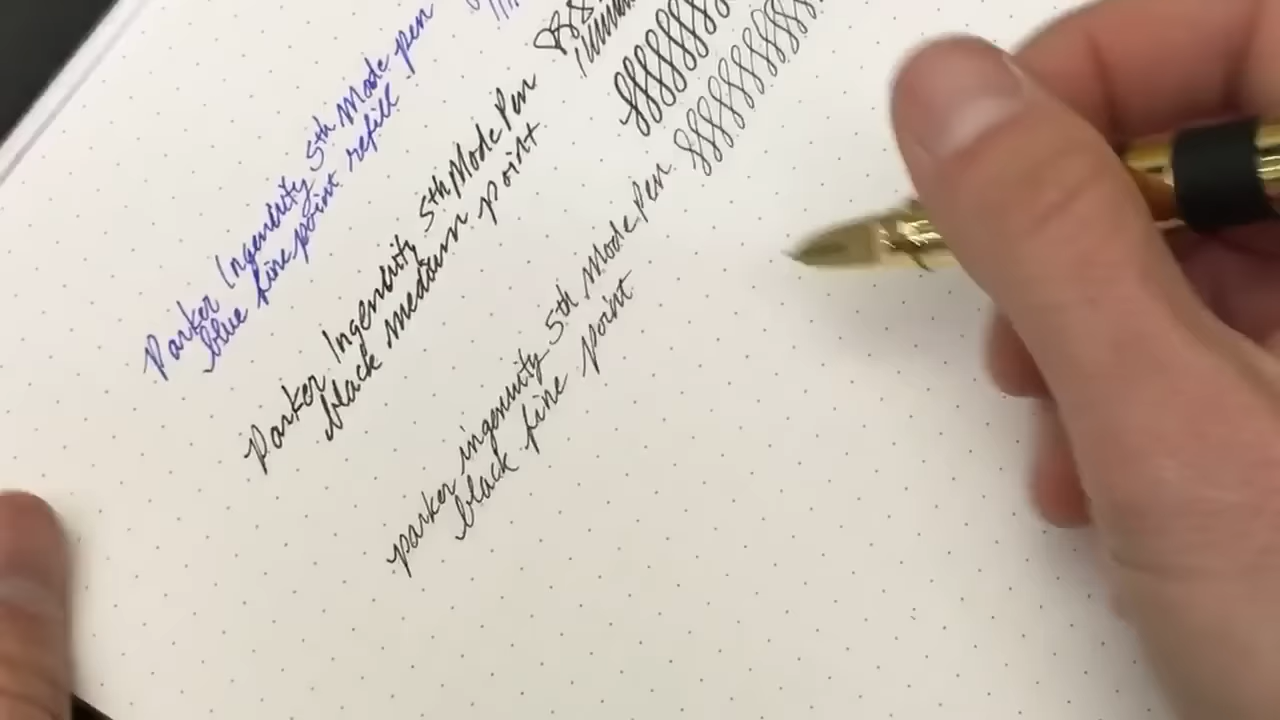 Parker Ingenuity 5th Mode pen
blue fine point refill.
Parker Ingenuity 5th Mode Pen
black medium point
parker ingenuity 5th Mode Pen
black fine point.